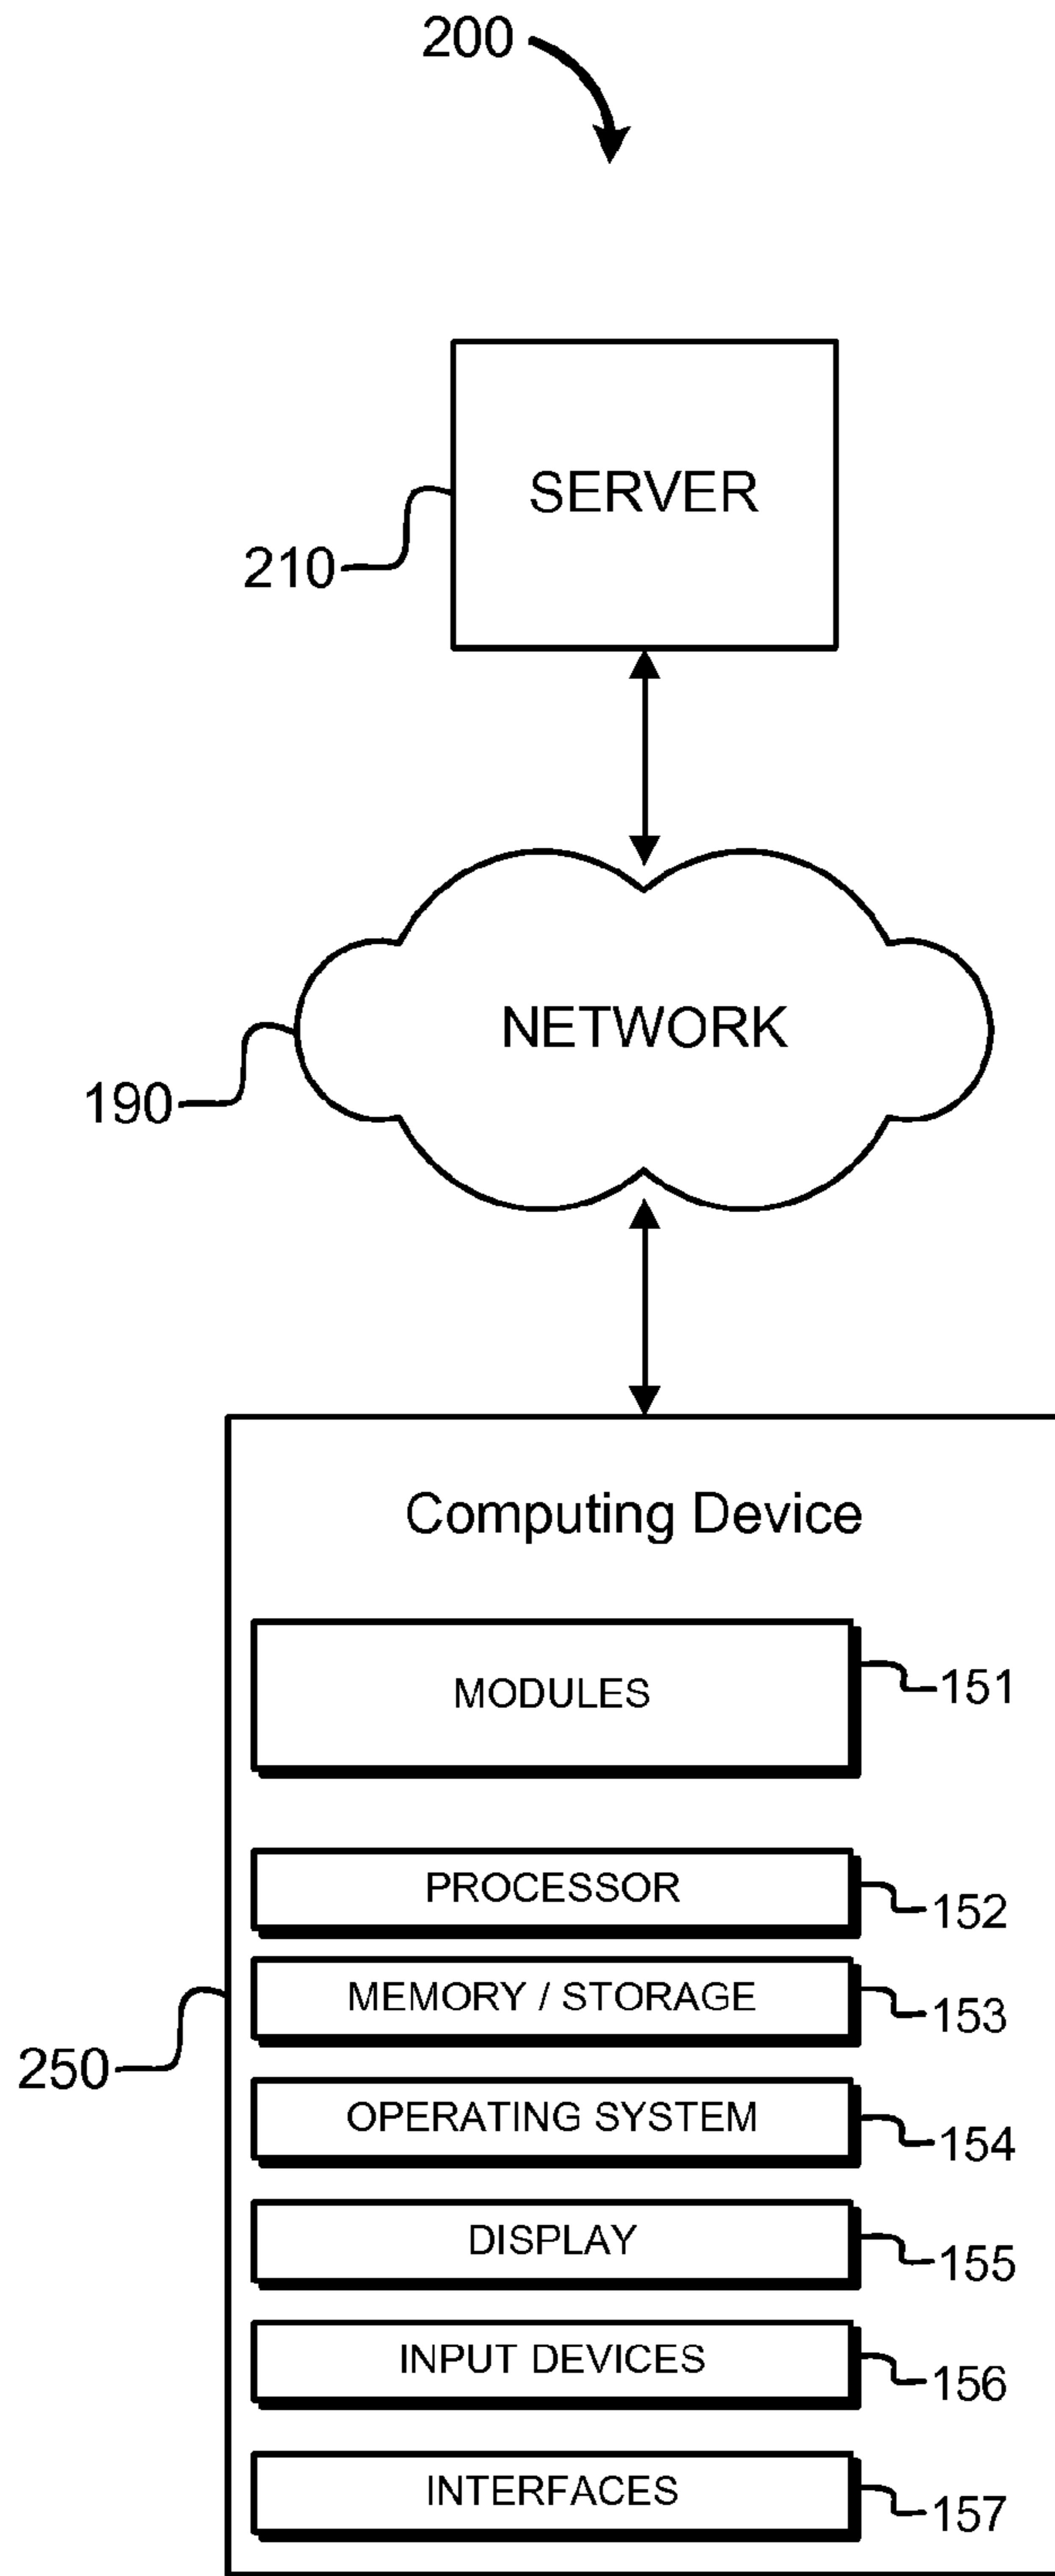 200
SERVER
210
NETWORK
190
Computing Device
MODULES
151
PROCESSOR
152
MEMORY / STORAGE
153
250
OPERATING SYSTEM
154
DISPLAY
155
INPUT DEVICES
156
INTERFACES
157